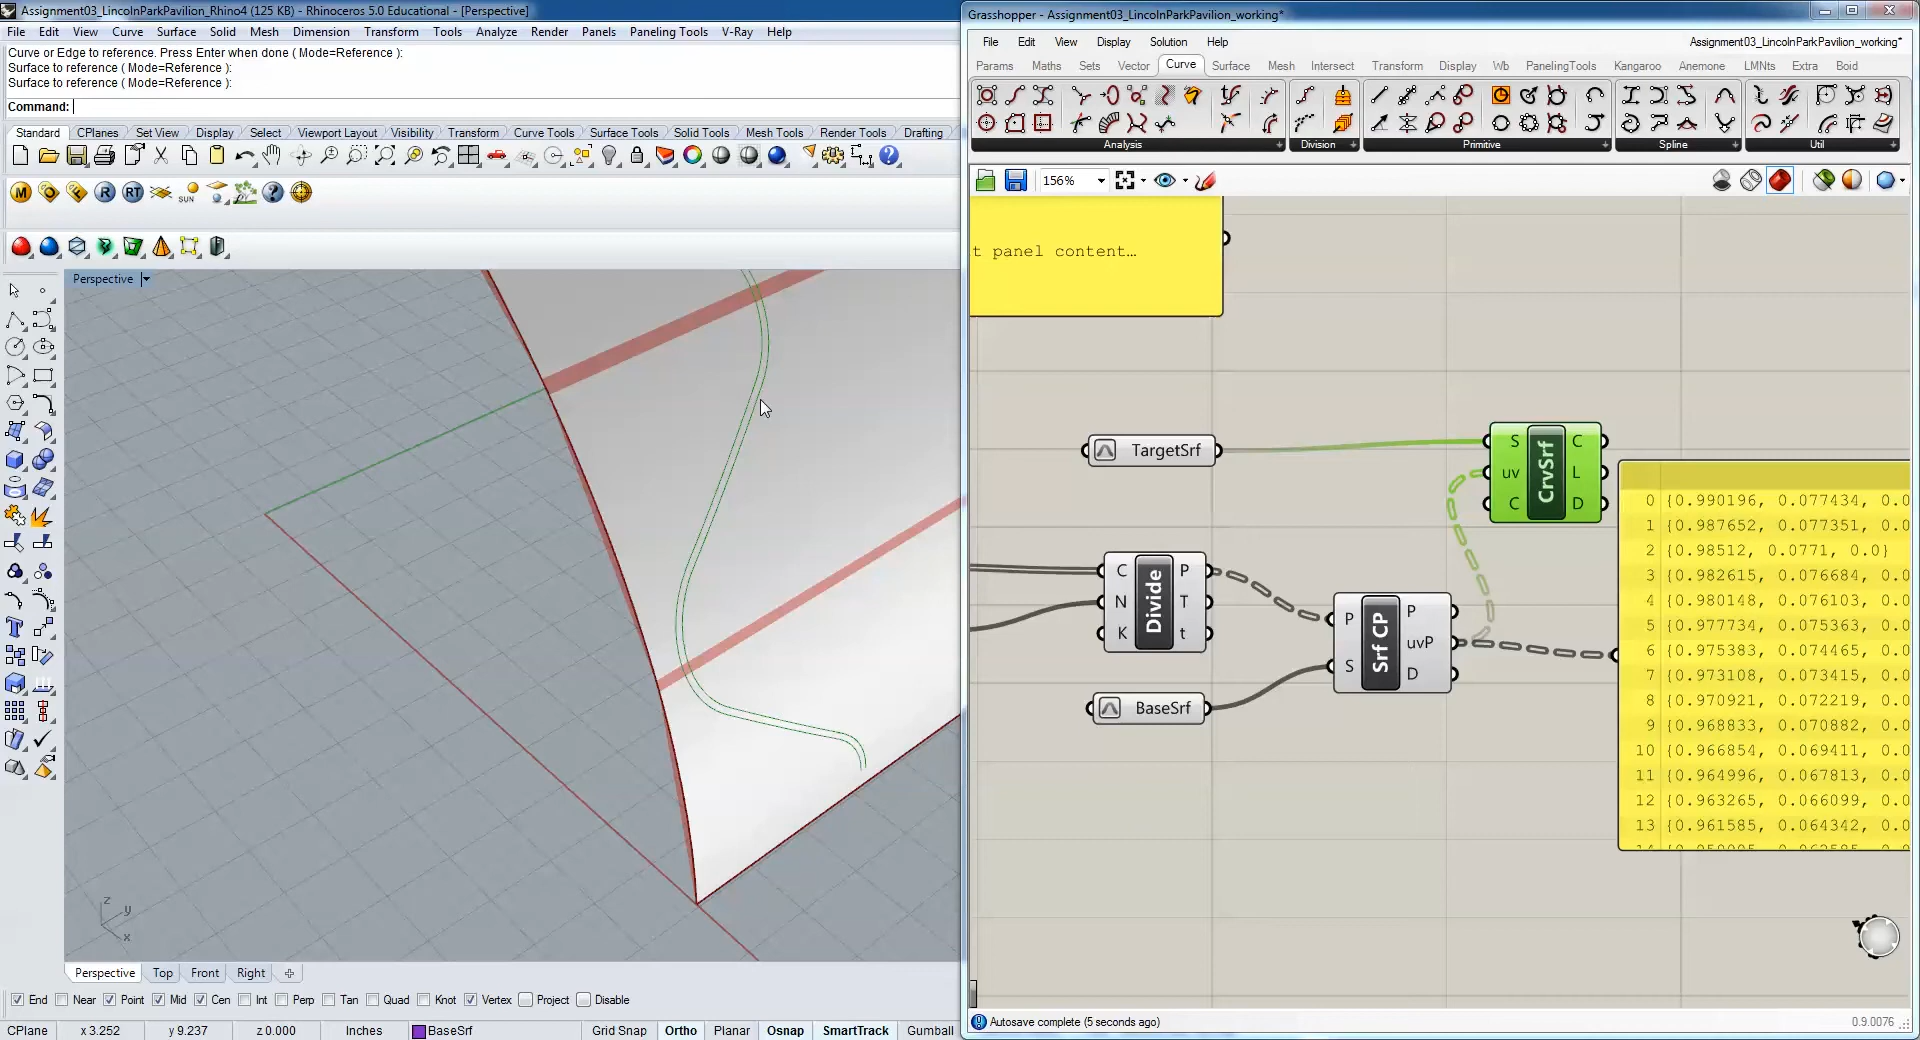 Assignment03_LincolnParkPavilion_Rhino4 (125 KB) - Rhinoceros 5.0 Educational - [Perspective]
File Edit View Curve Surface Solid Mesh Dimension Transform Tools Analyze Render Panels Paneling Tools V-Ray Help
Curve or Edge to reference. Press Enter when done ( Mode=Reference ):
Surface to reference ( Mode=Reference ):
Surface to reference ( Mode=Reference ):
Command:
Standard CPlanes Set View Display Select Viewport Layout Visibility Transform Curve Tools Surface Tools Solid Tools Mesh Tools Render Tools Drafting
M O F R RT SUN
Perspective
z
y
x
Perspective Top Front Right
End Near Point Mid Cen Int Perp Tan Quad Knot Vertex Project Disable
CPlane x 3.252 y 9.237 z 0.000 Inches BaseSrf Grid Snap Ortho Planar Osnap SmartTrack Gumball
Grasshopper - Assignment03_LincolnParkPavilion_working*
File Edit View Display Solution Help Assignment03_LincolnParkPavilion_working*
Params Maths Sets Vector Curve Surface Mesh Intersect Transform Display Wb PanelingTools Kangaroo Anemone LMNts Extra Boid
Analysis Division Primitive Spline Util
156%
t panel content…
TargetSrf
S C
uv CrvSrf L
C D
C P
N Divide T
K t
P P
Srf CP uvP
S D
BaseSrf
0 {0.990196, 0.077434, 0.0
1 {0.987652, 0.077351, 0.0
2 {0.98512, 0.0771, 0.0}
3 {0.982615, 0.076684, 0.0
4 {0.980148, 0.076103, 0.0
5 {0.977734, 0.075363, 0.0
6 {0.975383, 0.074465, 0.0
7 {0.973108, 0.073415, 0.0
8 {0.970921, 0.072219, 0.0
9 {0.968833, 0.070882, 0.0
10 {0.966854, 0.069411, 0.0
11 {0.964996, 0.067813, 0.0
12 {0.963265, 0.066099, 0.0
13 {0.961585, 0.064342, 0.0
Autosave complete (5 seconds ago) 0.9.0076